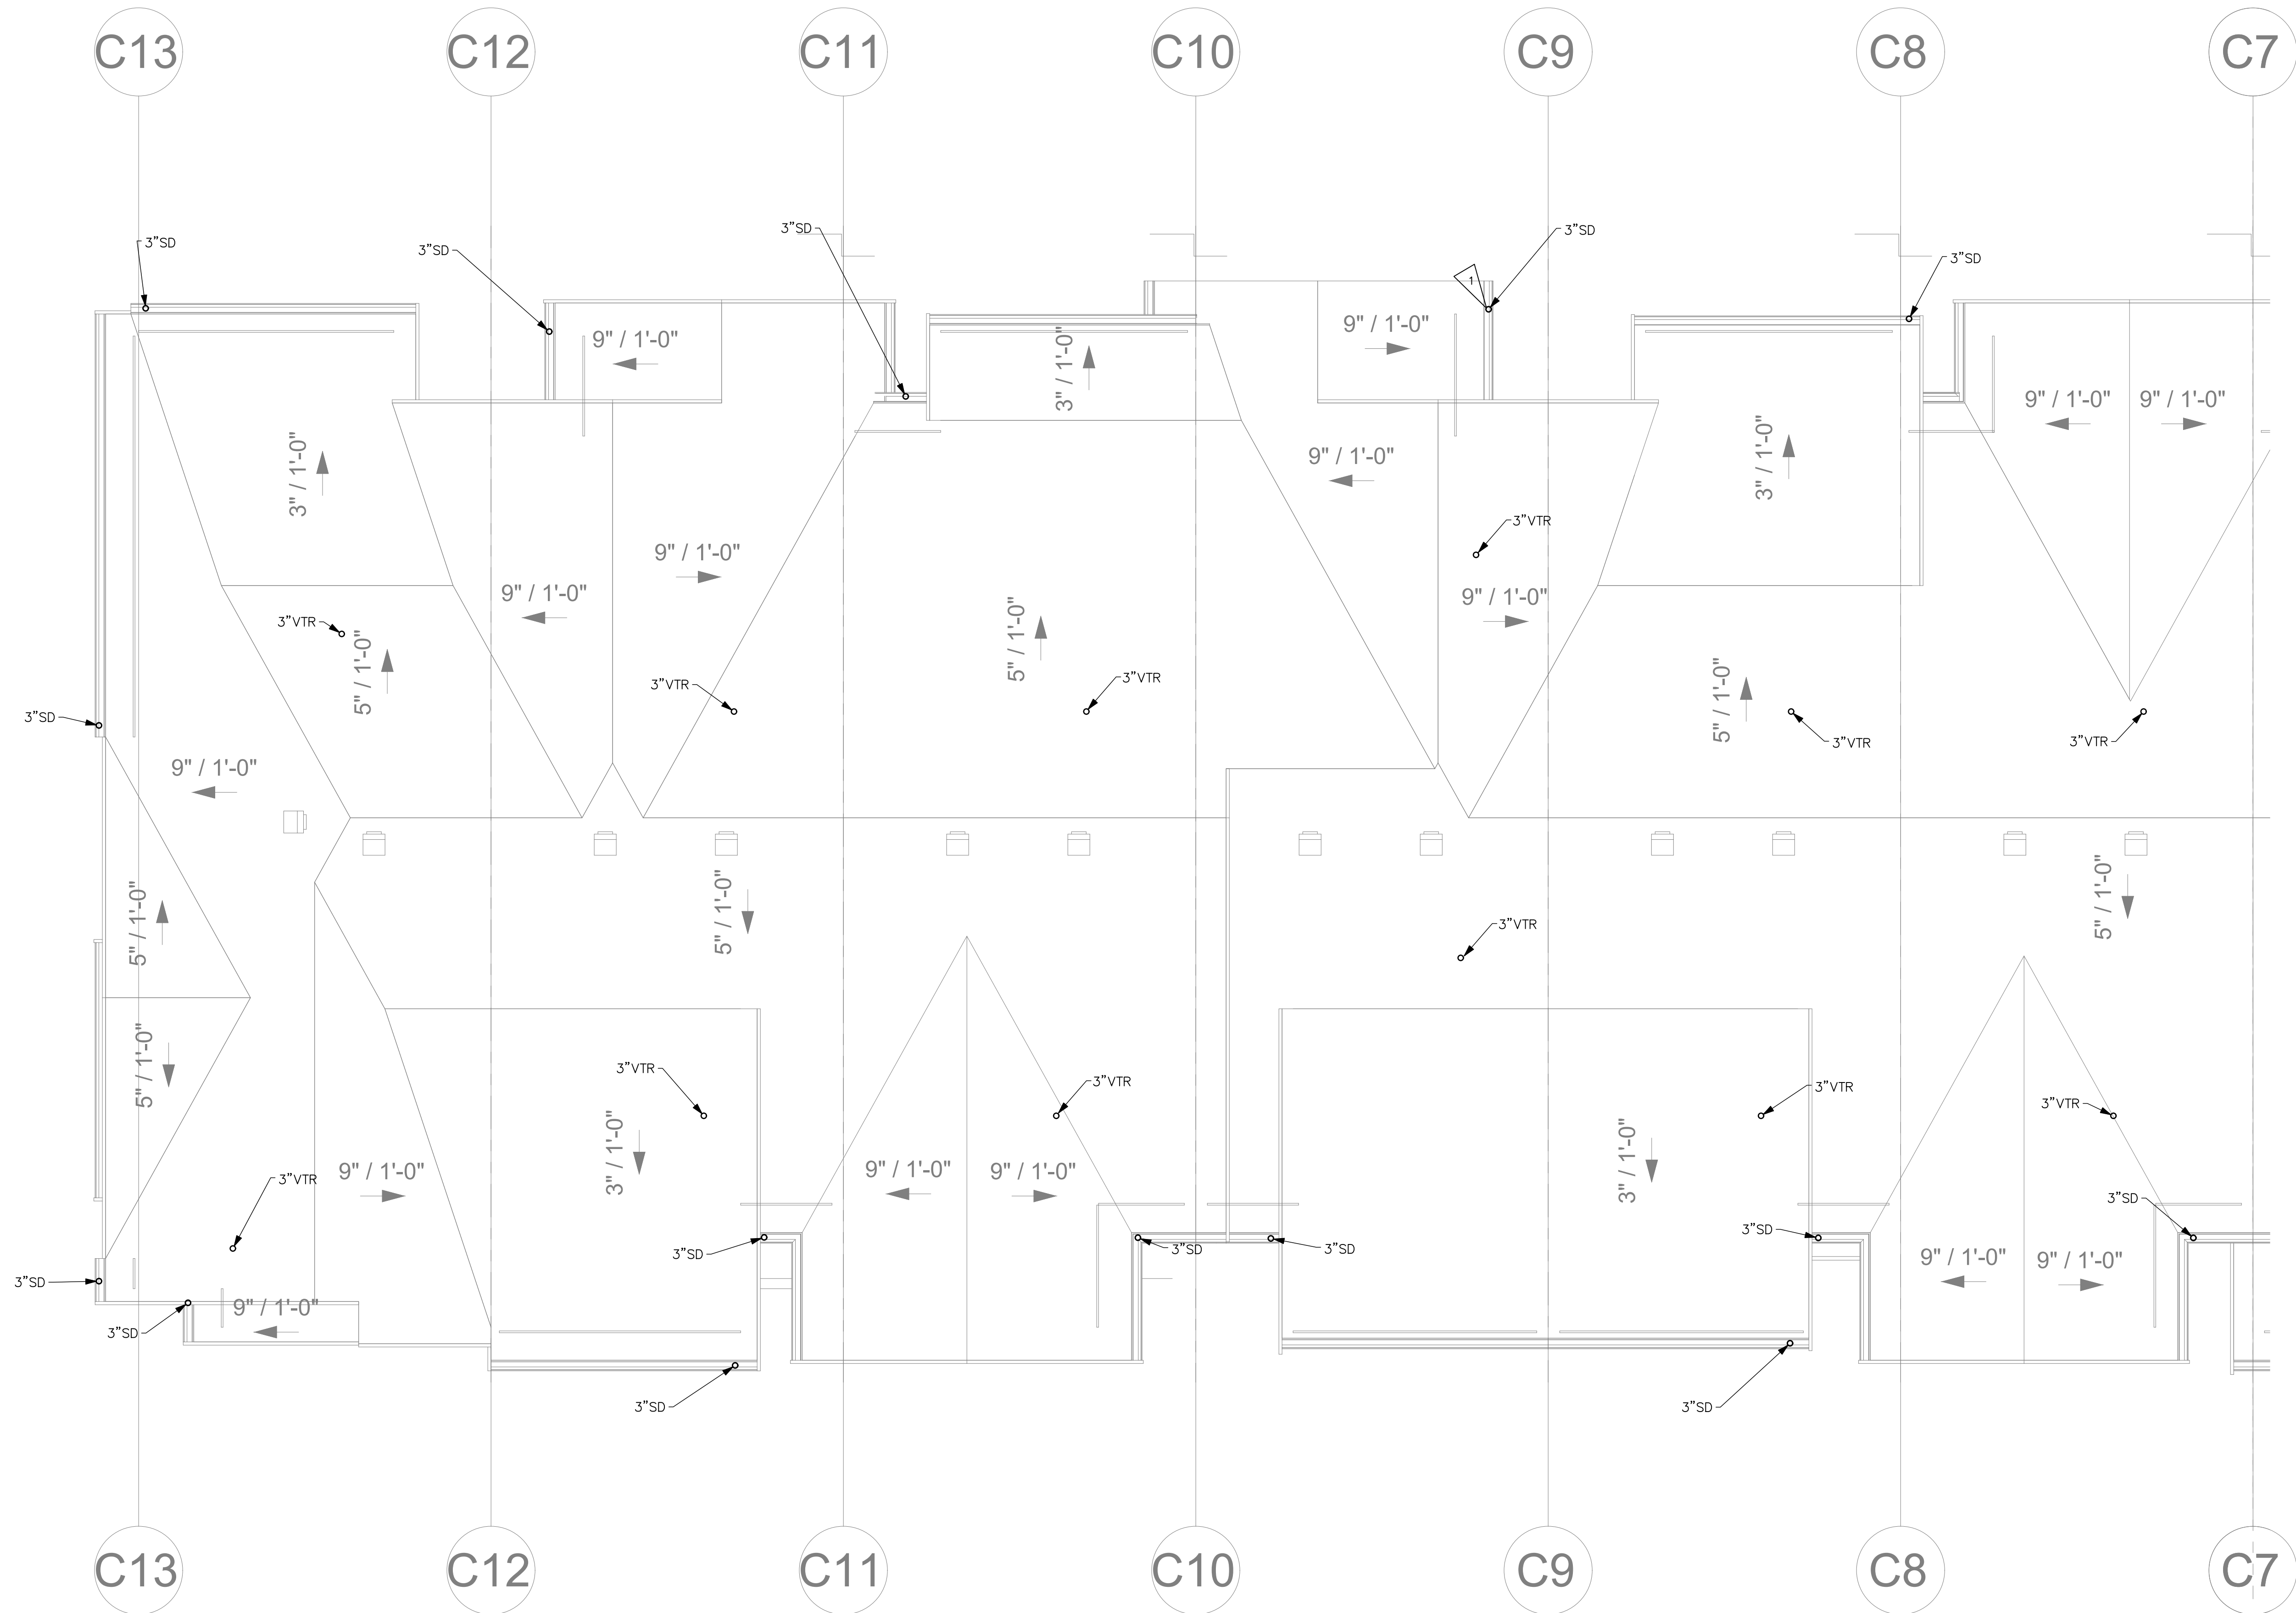 C13
C12
C11
C10
C9
C8
C7
3"SD
3"SD
3"SD
3"SD
3"SD
1
9" / 1'-0"
9" / 1'-0"
3" / 1'-0"
9" / 1'-0"
9" / 1'-0"
3" / 1'-0"
9" / 1'-0"
3" / 1'-0"
3"VTR
9" / 1'-0"
9" / 1'-0"
9" / 1'-0"
3"VTR
5" / 1'-0"
5" / 1'-0"
3"VTR
3"VTR
5" / 1'-0"
3"SD
3"VTR
3"VTR
9" / 1'-0"
5" / 1'-0"
5" / 1'-0"
5" / 1'-0"
3"VTR
5" / 1'-0"
3"VTR
3"VTR
3"VTR
3"VTR
3" / 1'-0"
3" / 1'-0"
3"VTR
9" / 1'-0"
9" / 1'-0"
9" / 1'-0"
3"SD
3"SD
3"SD
3"SD
3"SD
9" / 1'-0"
9" / 1'-0"
3"SD
9" / 1'-0"
3"SD
3"SD
3"SD
C13
C12
C11
C10
C9
C8
C7